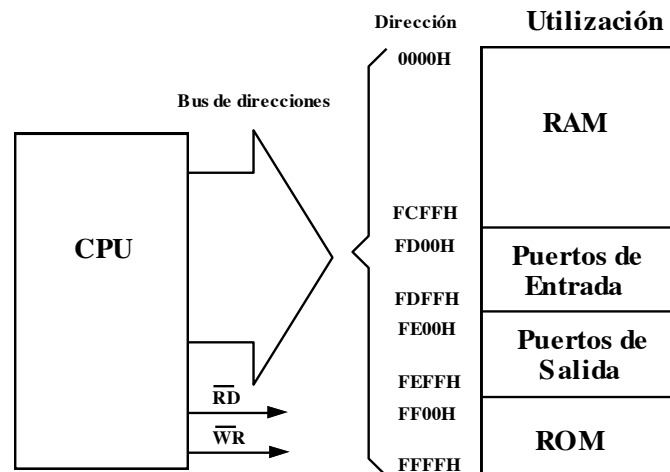 Dirección
Utilización
0000H
Bus de direcciones
RAM
FCFFH
CPU
FD00H
Puertos de
Entrada
FDFFH
FE00H
Puertos de
Salida
FEFFH
RD
FF00H
WR
ROM
FFFFH